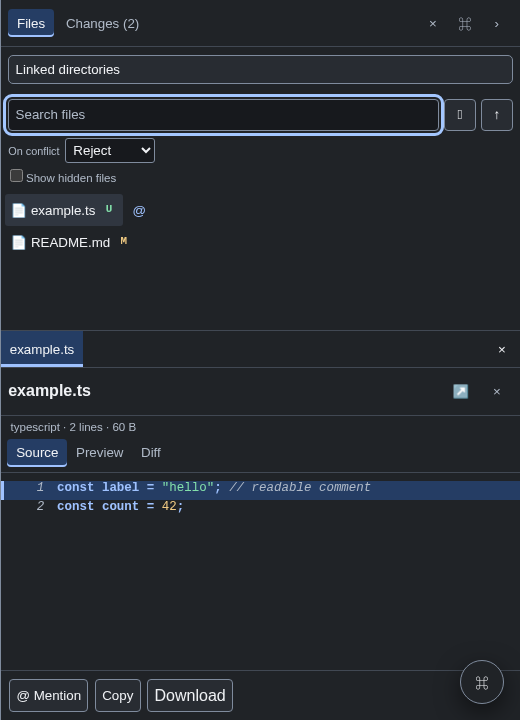 Files Changes (2) × ⌘ ›
Linked directories
Search files ↑
On conflict Reject
Show hidden files
example.ts U @
README.md M
example.ts ×
example.ts ↗ ×
typescript · 2 lines · 60 B
Source Preview Diff
1 const label = "hello"; // readable comment
2 const count = 42;
@ Mention Copy Download ⌘